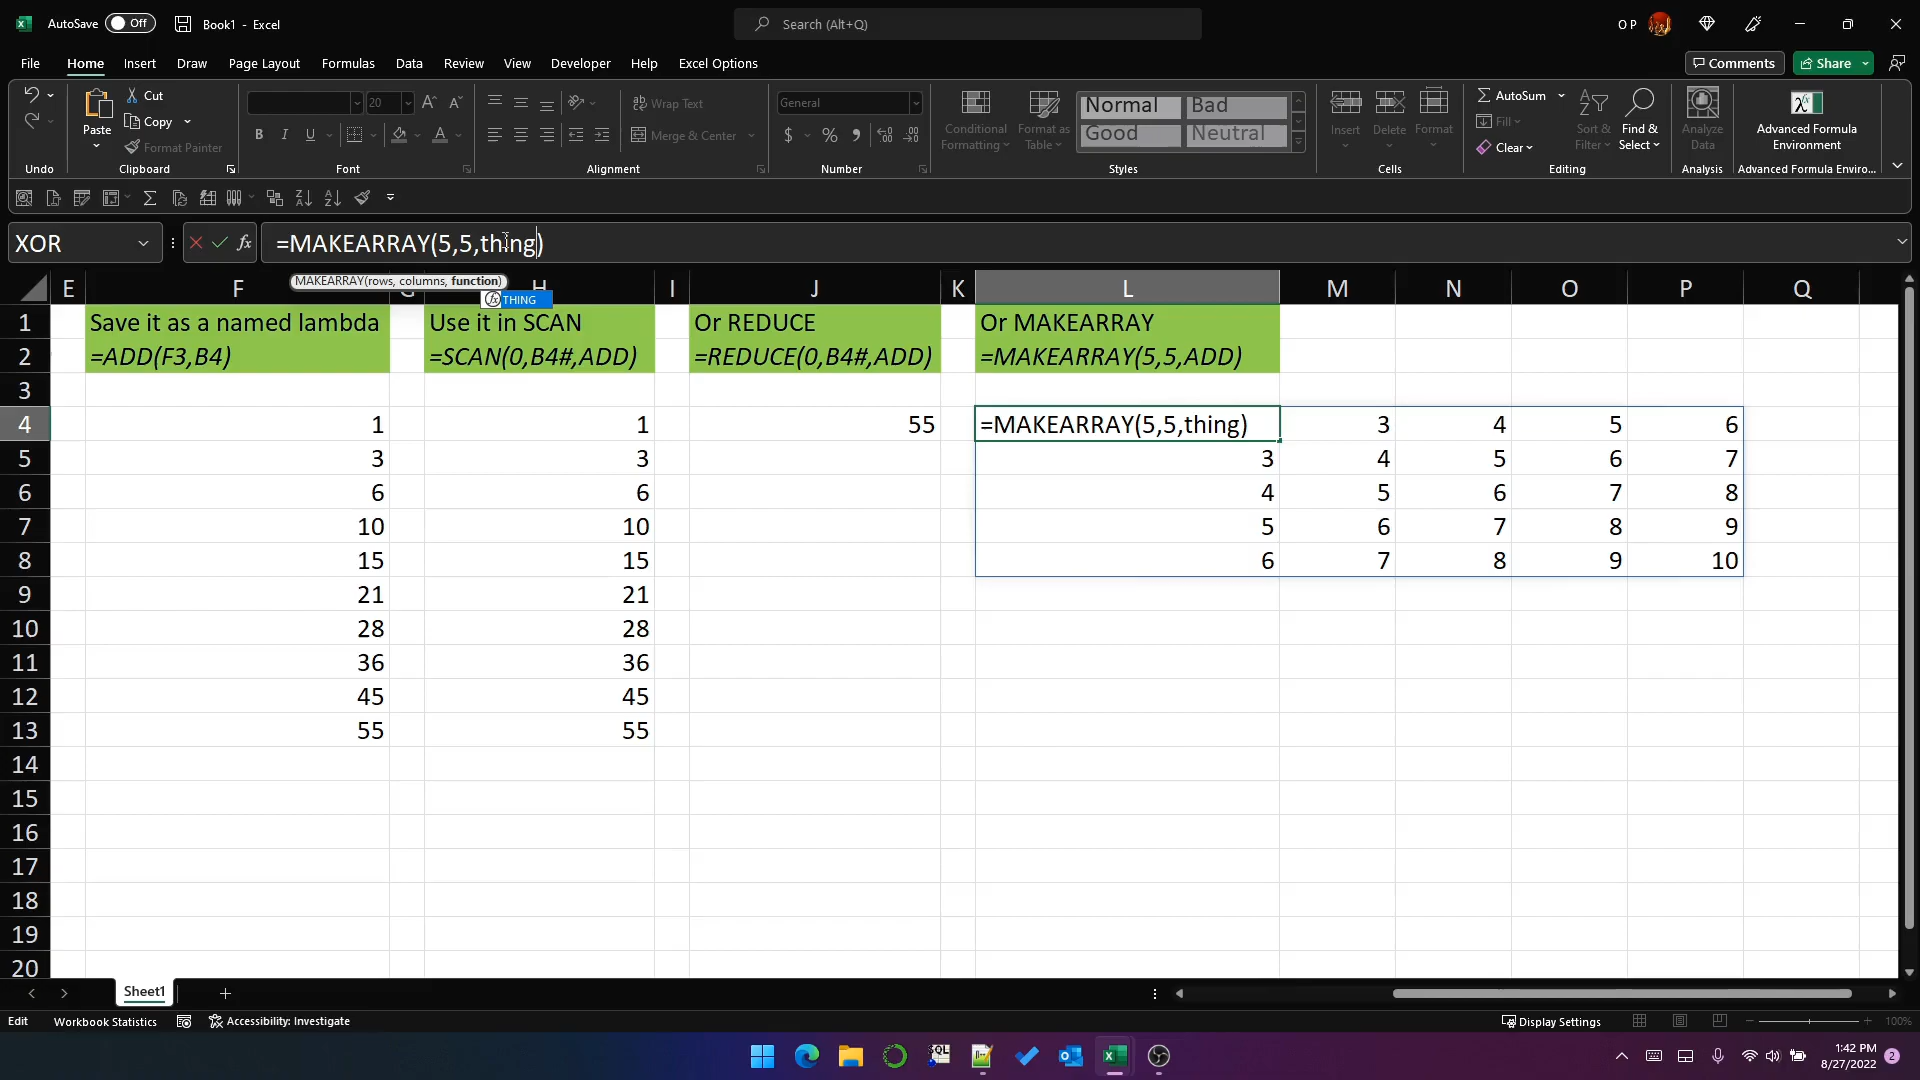 AutoSave Off Book1 - Excel Search (Alt+Q) O P
File Home Insert Draw Page Layout Formulas Data Review View Developer Help Excel Options Comments Share
Paste Cut Copy Format Painter
20
Wrap Text
Merge & Center
General
$ %
Conditional Formatting
Format as Table
Normal Bad
Good Neutral
Insert Delete Format
AutoSum
Fill
Clear
Sort & Filter
Find & Select
Analyze Data
Advanced Formula Environment
B I U A
Undo Clipboard Font Alignment Number Styles Cells Editing Analysis Advanced Formula Enviro...
XOR fx =MAKEARRAY(5,5,thing)
MAKEARRAY(rows, columns, function)
THING
E F G H I J K L M N O P Q
1 Save it as a named lambda Use it in SCAN Or REDUCE Or MAKEARRAY
2 =ADD(F3,B4) =SCAN(0,B4#,ADD) =REDUCE(0,B4#,ADD) =MAKEARRAY(5,5,ADD)
3
4 1 1 55 =MAKEARRAY(5,5,thing) 3 4 5 6
5 3 3 3 4 5 6 7
6 6 6 4 5 6 7 8
7 10 10 5 6 7 8 9
8 15 15 6 7 8 9 10
9 21 21
10 28 28
11 36 36
12 45 45
13 55 55
14
15
16
17
18
19
20
Sheet1
Edit Workbook Statistics Accessibility: Investigate Display Settings 100%
SQL
1:42 PM
8/27/2022 2